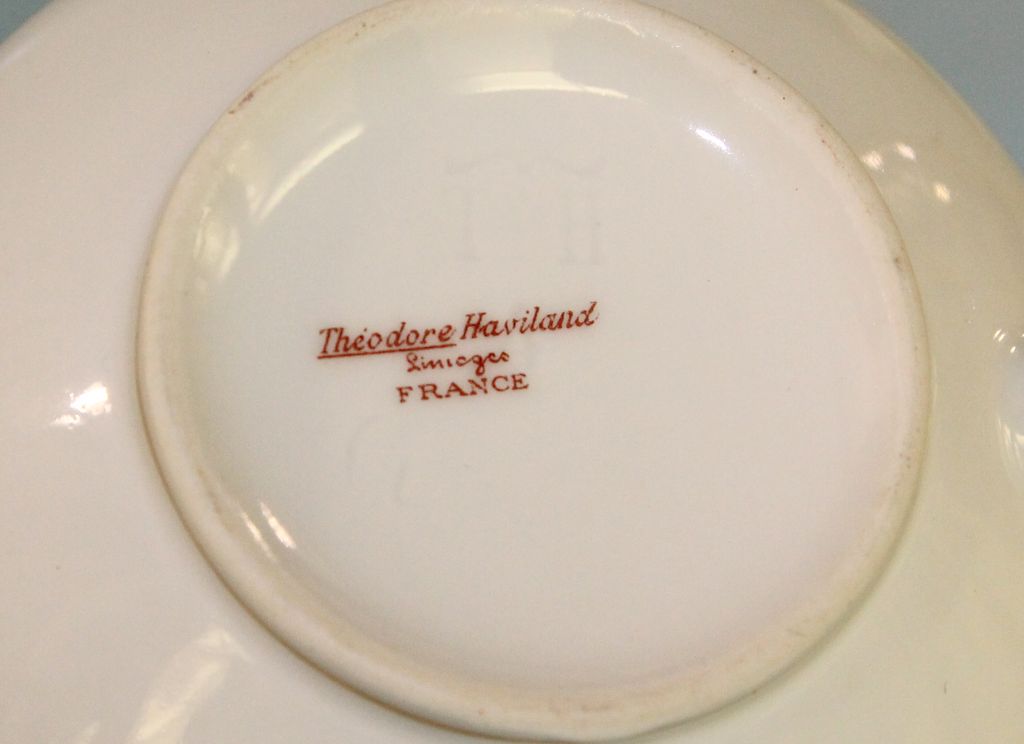 Théodore Haviland
Limoges
FRANCE